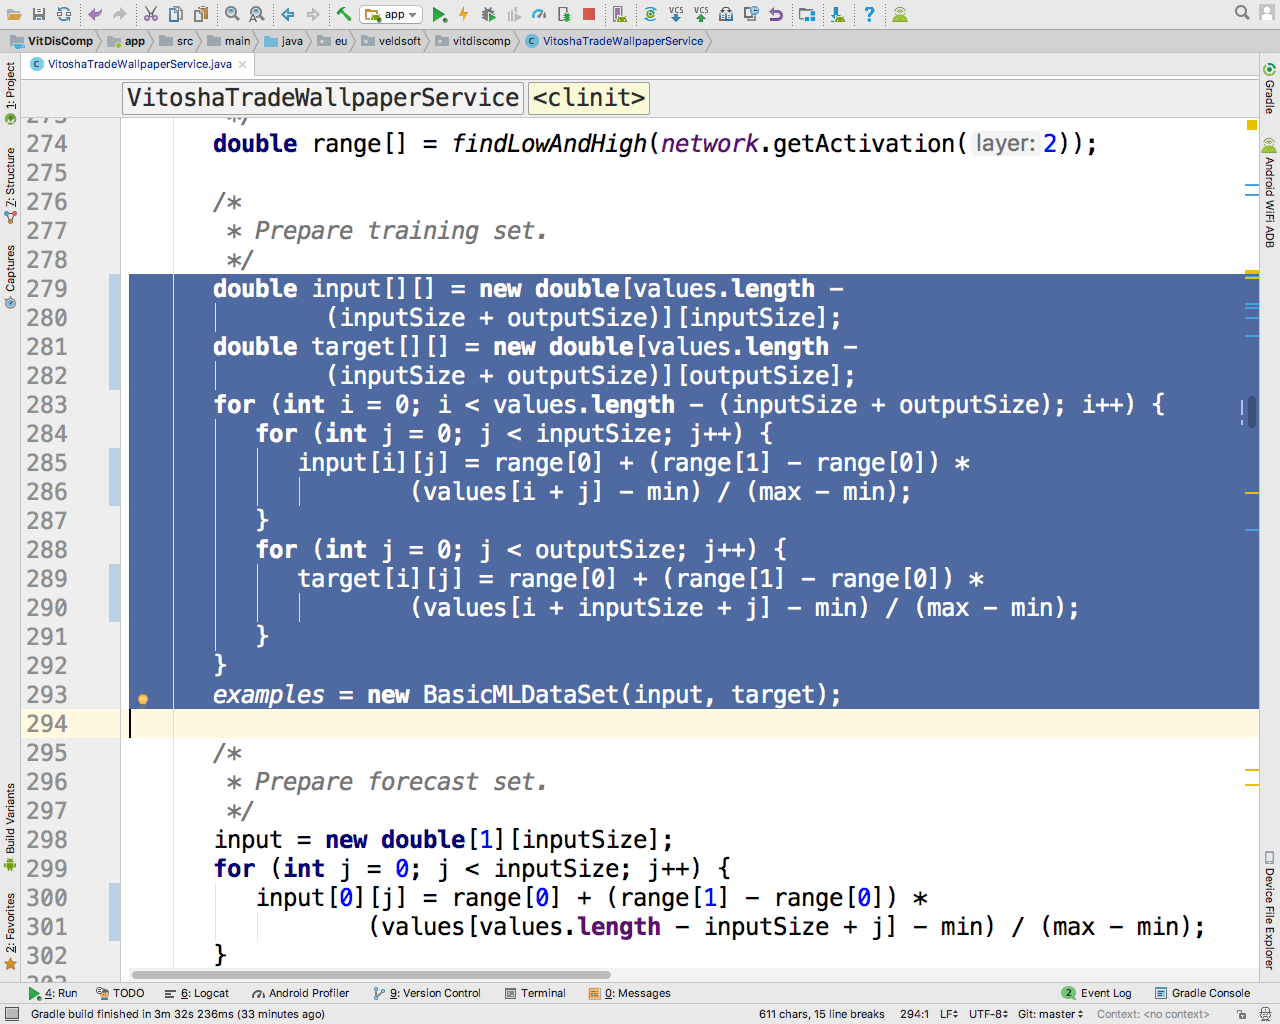 app
VitDisComp app src main java eu veldsoft vitdiscomp VitoshaTradeWallpaperService
VitoshaTradeWallpaperService.java
VitoshaTradeWallpaperService <clinit>
273 */
274 double range[] = findLowAndHigh(network.getActivation( layer: 2));
275
276 /*
277 * Prepare training set.
278 */
279 double input[][] = new double[values.length -
280 (inputSize + outputSize)][inputSize];
281 double target[][] = new double[values.length -
282 (inputSize + outputSize)][outputSize];
283 for (int i = 0; i < values.length - (inputSize + outputSize); i++) {
284 for (int j = 0; j < inputSize; j++) {
285 input[i][j] = range[0] + (range[1] - range[0]) *
286 (values[i + j] - min) / (max - min);
287 }
288 for (int j = 0; j < outputSize; j++) {
289 target[i][j] = range[0] + (range[1] - range[0]) *
290 (values[i + inputSize + j] - min) / (max - min);
291 }
292 }
293 examples = new BasicMLDataSet(input, target);
294
295 /*
296 * Prepare forecast set.
297 */
298 input = new double[1][inputSize];
299 for (int j = 0; j < inputSize; j++) {
300 input[0][j] = range[0] + (range[1] - range[0]) *
301 (values[values.length - inputSize + j] - min) / (max - min);
302 }
303
1: Project
7: Structure
Captures
Build Variants
2: Favorites
Gradle
Android WiFi ADB
Device File Explorer
4: Run TODO 6: Logcat Android Profiler 9: Version Control Terminal 0: Messages 2 Event Log Gradle Console
Gradle build finished in 3m 32s 236ms (33 minutes ago) 611 chars, 15 line breaks 294:1 LF UTF-8 Git: master Context: <no context>